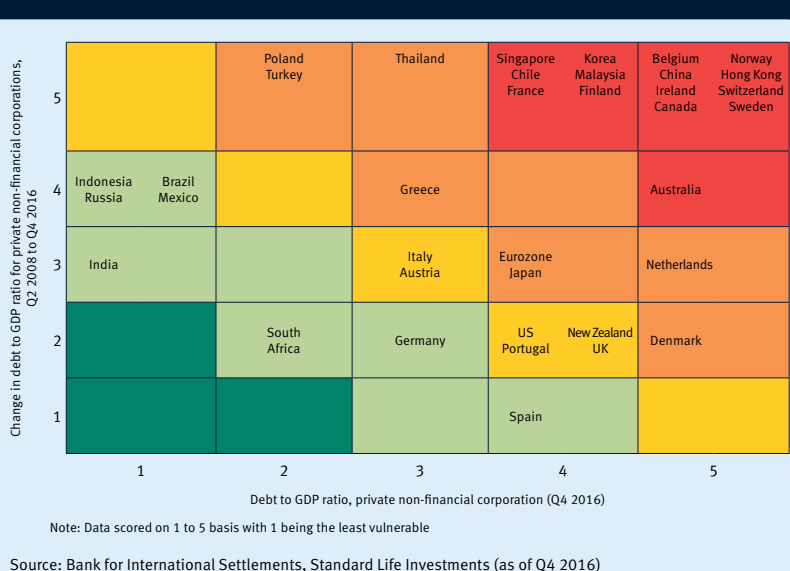 Change in debt to GDP ratio for private non-financial corporations,
Q2 2008 to Q4 2016
5
Poland
Turkey
Thailand
Singapore
Chile
France
Korea
Malaysia
Finland
Belgium
China
Ireland
Canada
Norway
Hong Kong
Switzerland
Sweden
4
Indonesia
Russia
Brazil
Mexico
Greece
Australia
3
India
Italy
Austria
Eurozone
Japan
Netherlands
2
South
Africa
Germany
US
Portugal
New Zealand
UK
Denmark
1
Spain
1
2
3
4
5
Debt to GDP ratio, private non-financial corporation (Q4 2016)
Note: Data scored on 1 to 5 basis with 1 being the least vulnerable
Source: Bank for International Settlements, Standard Life Investments (as of Q4 2016)